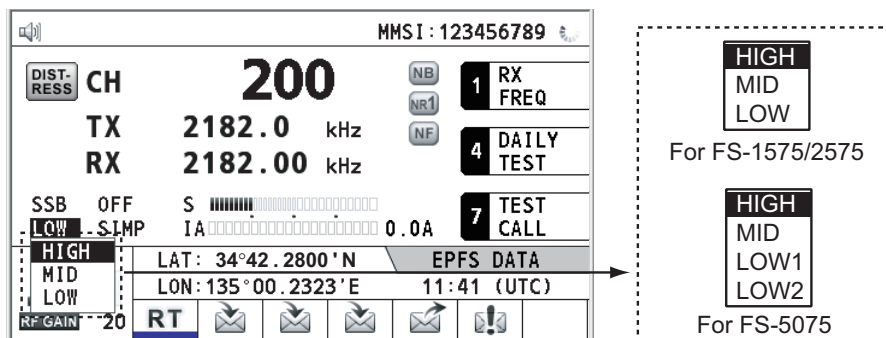 MMSI:123456789
DIST-
RESS
CH 200
TX 2182.0 kHz
RX 2182.00 kHz
NB
NR1
NF
1 RX
FREQ
4 DAILY
TEST
7 TEST
CALL
SSB OFF S
LOW SIMP IA 0.0A
HIGH
MID
LOW
LAT: 34°42.2800'N
LON:135°00.2323'E
EPFS DATA
11:41 (UTC)
RF GAIN 20 RT
HIGH
MID
LOW
For FS-1575/2575
HIGH
MID
LOW1
LOW2
For FS-5075